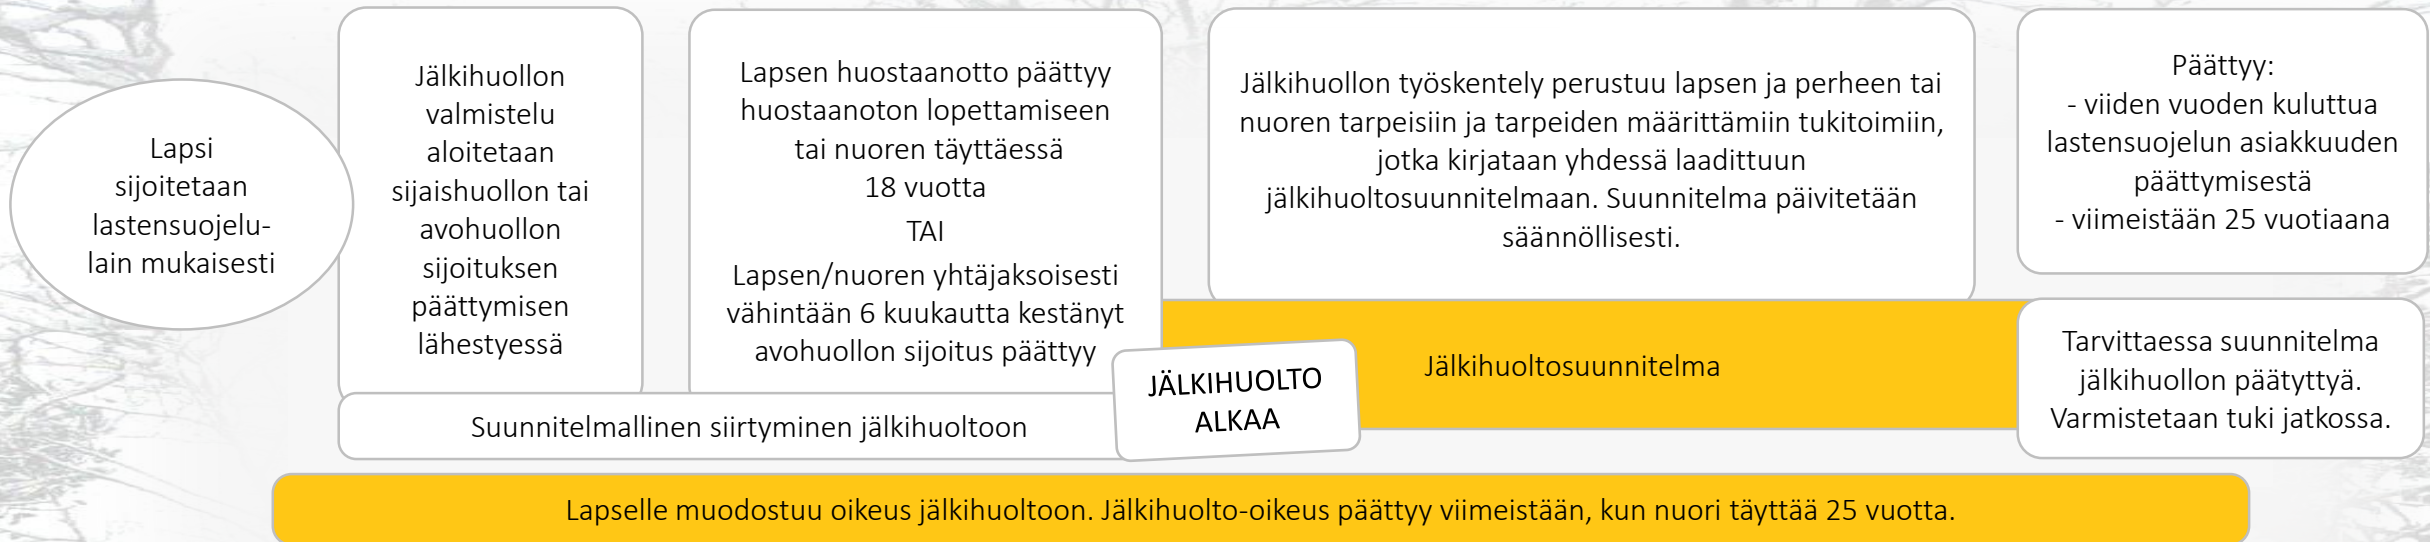 Lapsi
sijoitetaan
lastensuojelu-
lain mukaisesti
Jälkihuollon
valmistelu
aloitetaan
sijaishuollon tai
avohuollon
sijoituksen
päättymisen
lähestyessä
Lapsen huostaanotto päättyy
huostaanoton lopettamiseen
tai nuoren täyttäessä
18 vuotta
TAI
Lapsen/nuoren yhtäjaksoisesti
vähintään 6 kuukautta kestänyt
avohuollon sijoitus päättyy
Suunnitelmallinen siirtyminen jälkihuoltoon
JÄLKIHUOLTO
ALKAA
Jälkihuollon työskentely perustuu lapsen ja perheen tai
nuoren tarpeisiin ja tarpeiden määrittämiin tukitoimiin,
jotka kirjataan yhdessä laadittuun
jälkihuoltosuunnitelmaan. Suunnitelma päivitetään
säännöllisesti.
Jälkihuoltosuunnitelma
Päättyy:
- viiden vuoden kuluttua
lastensuojelun asiakkuuden
päättymisestä
- viimeistään 25 vuotiaana
Tarvittaessa suunnitelma
jälkihuollon päätyttyä.
Varmistetaan tuki jatkossa.
Lapselle muodostuu oikeus jälkihuoltoon. Jälkihuolto-oikeus päättyy viimeistään, kun nuori täyttää 25 vuotta.